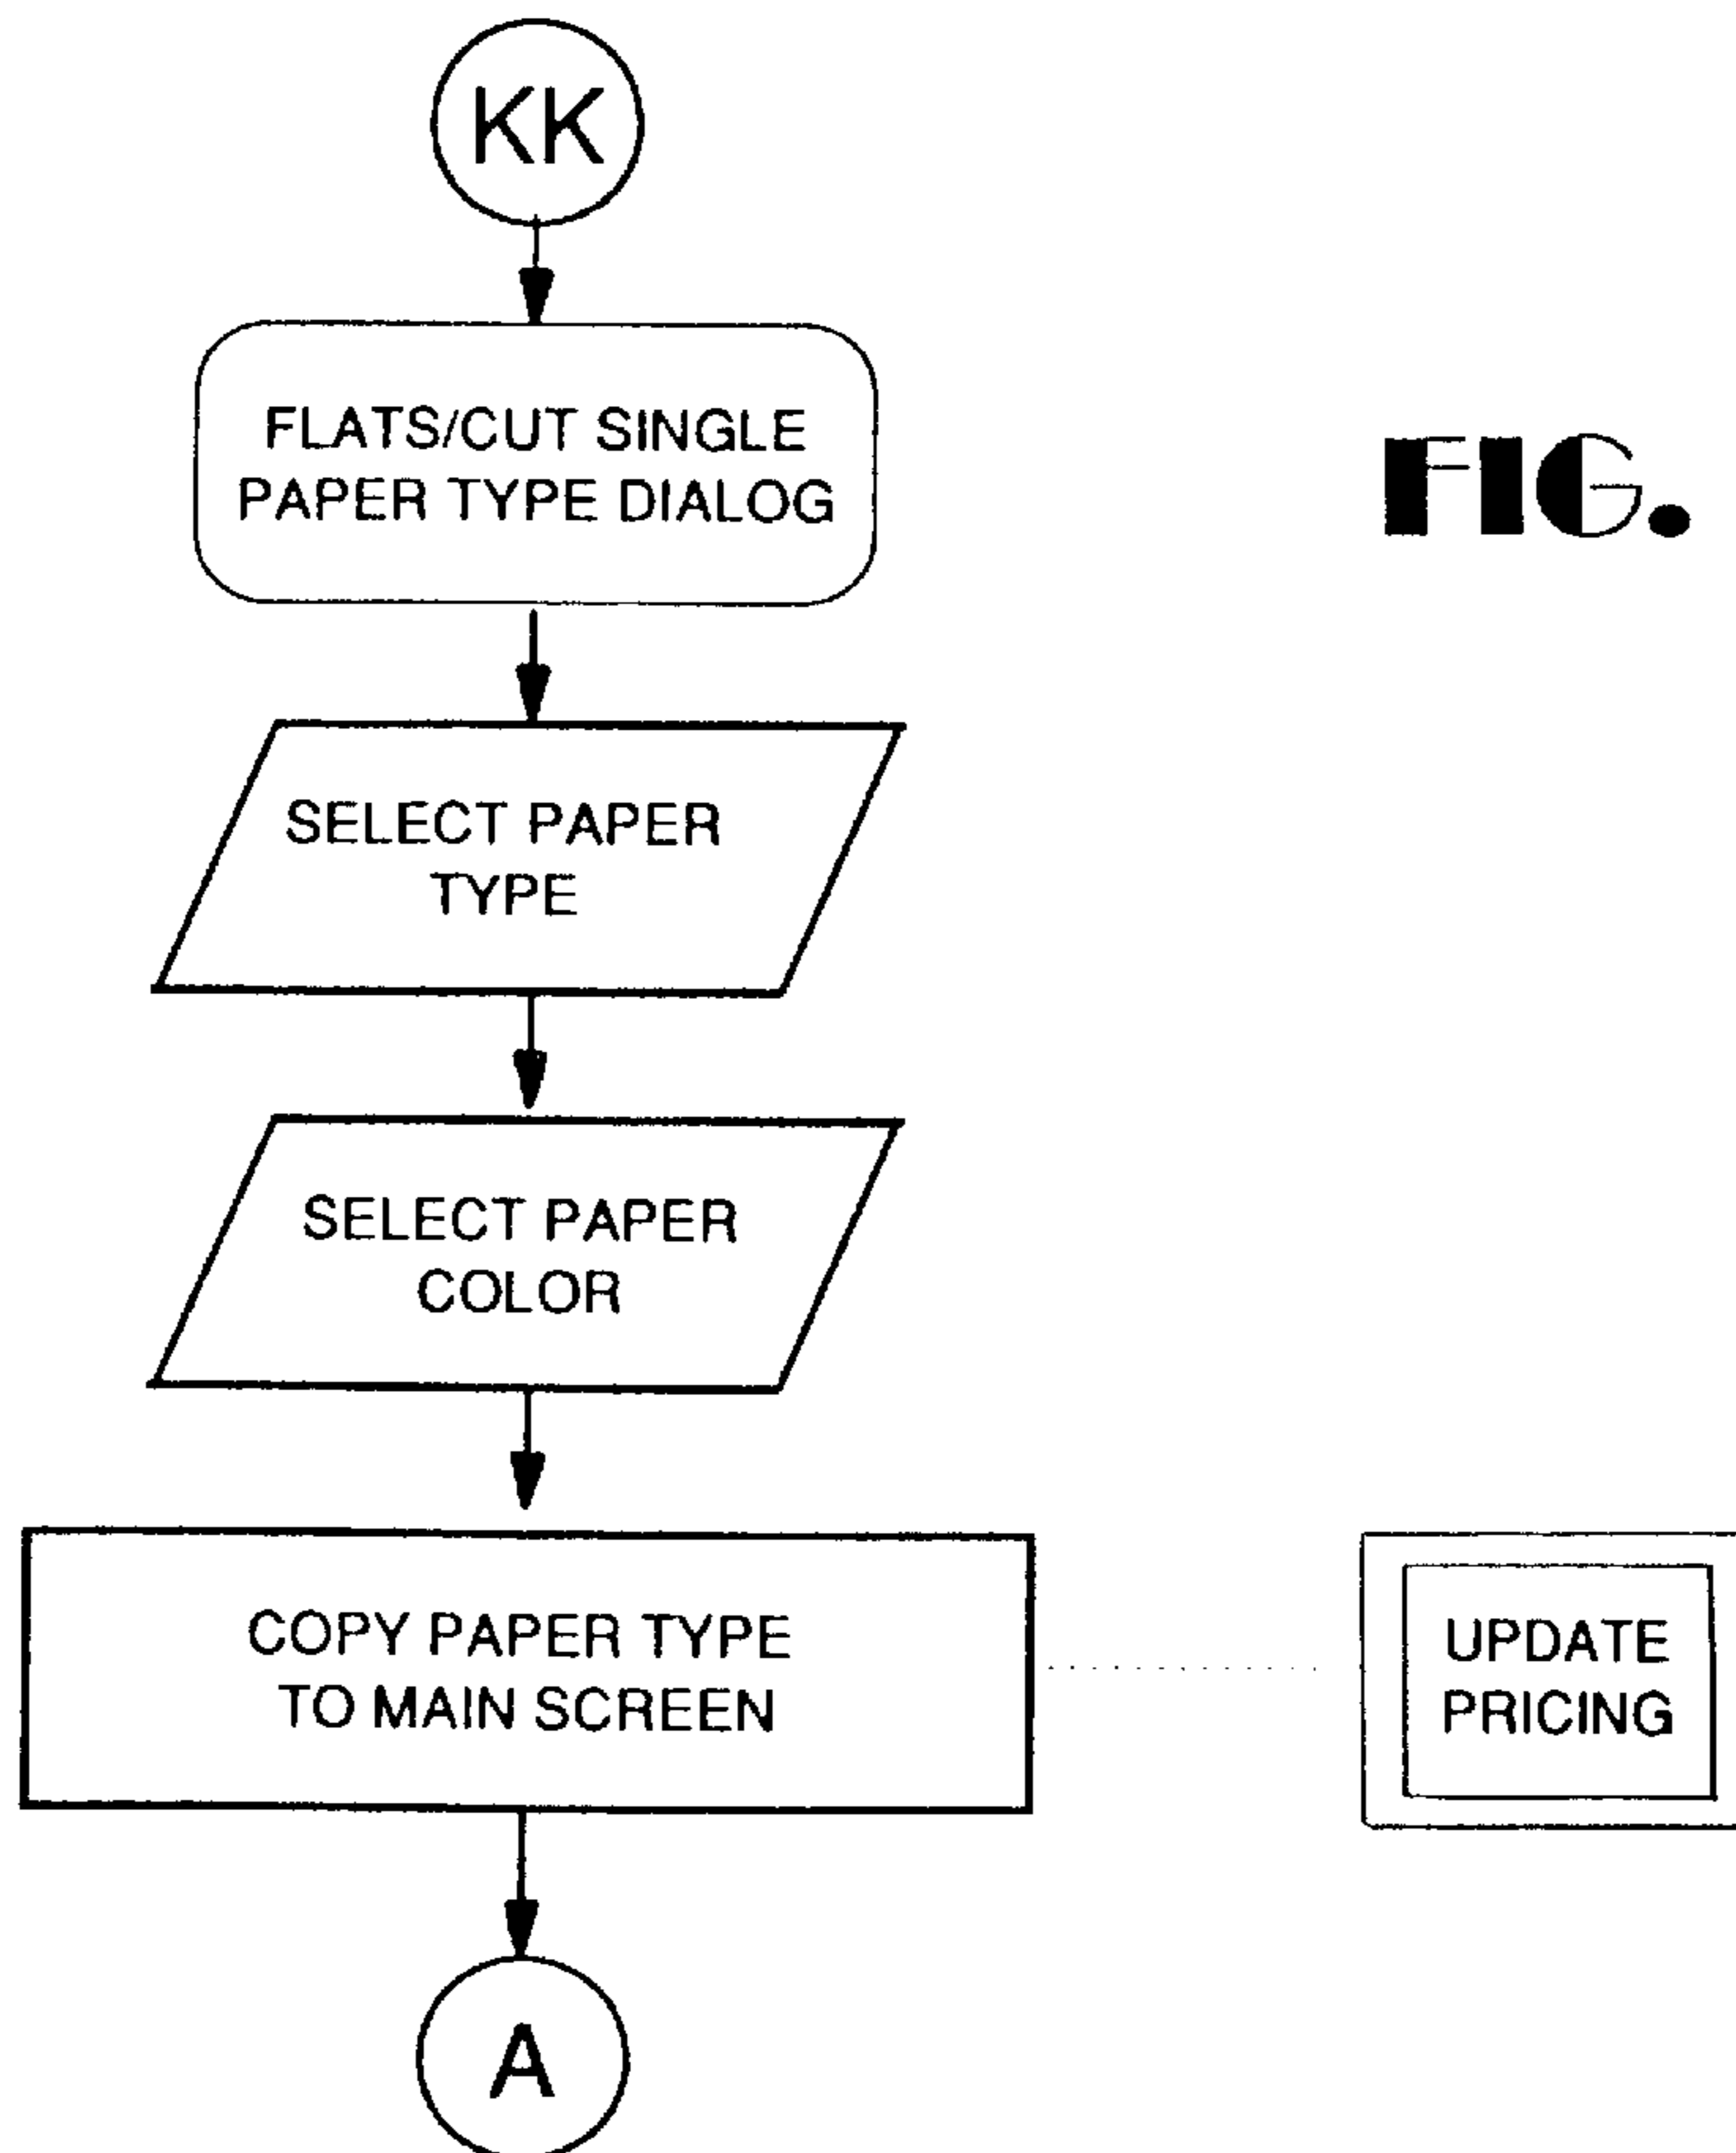 KK
FLATS/CUT SINGLE
PAPER TYPE DIALOG
FIG.
SELECT PAPER
TYPE
SELECT PAPER
COLOR
COPY PAPER TYPE
TO MAIN SCREEN
UPDATE
PRICING
A